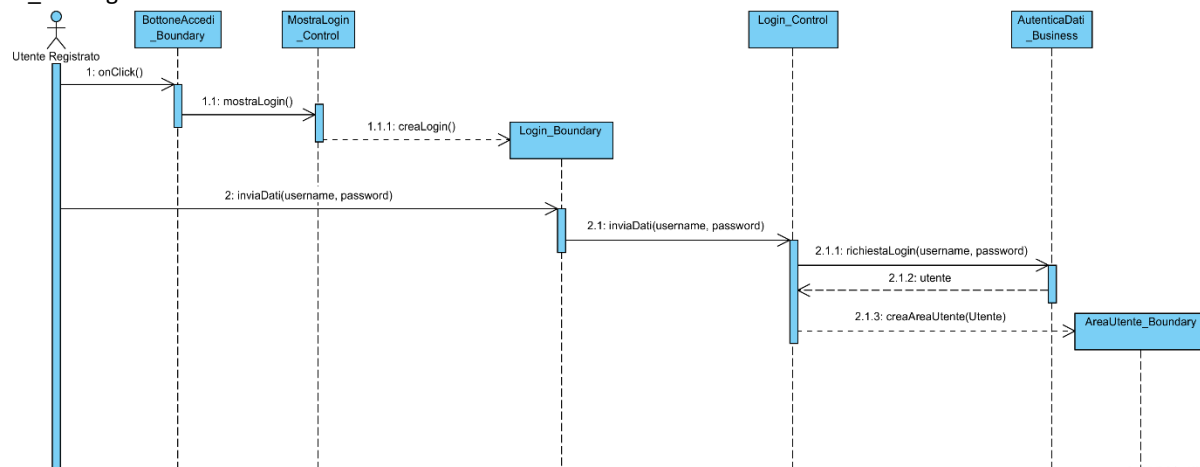 BottoneAccedi
_Boundary
MostraLogin
_Control
Login_Control
AutenticaDati
_Business
Utente Registrato
1: onClick()
1.1: mostraLogin()
1.1.1: creaLogin()
Login_Boundary
2: inviaDati(username, password)
2.1: inviaDati(username, password)
2.1.1: richiestaLogin(username, password)
2.1.2: utente
2.1.3: creaAreaUtente(Utente)
AreaUtente_Boundary